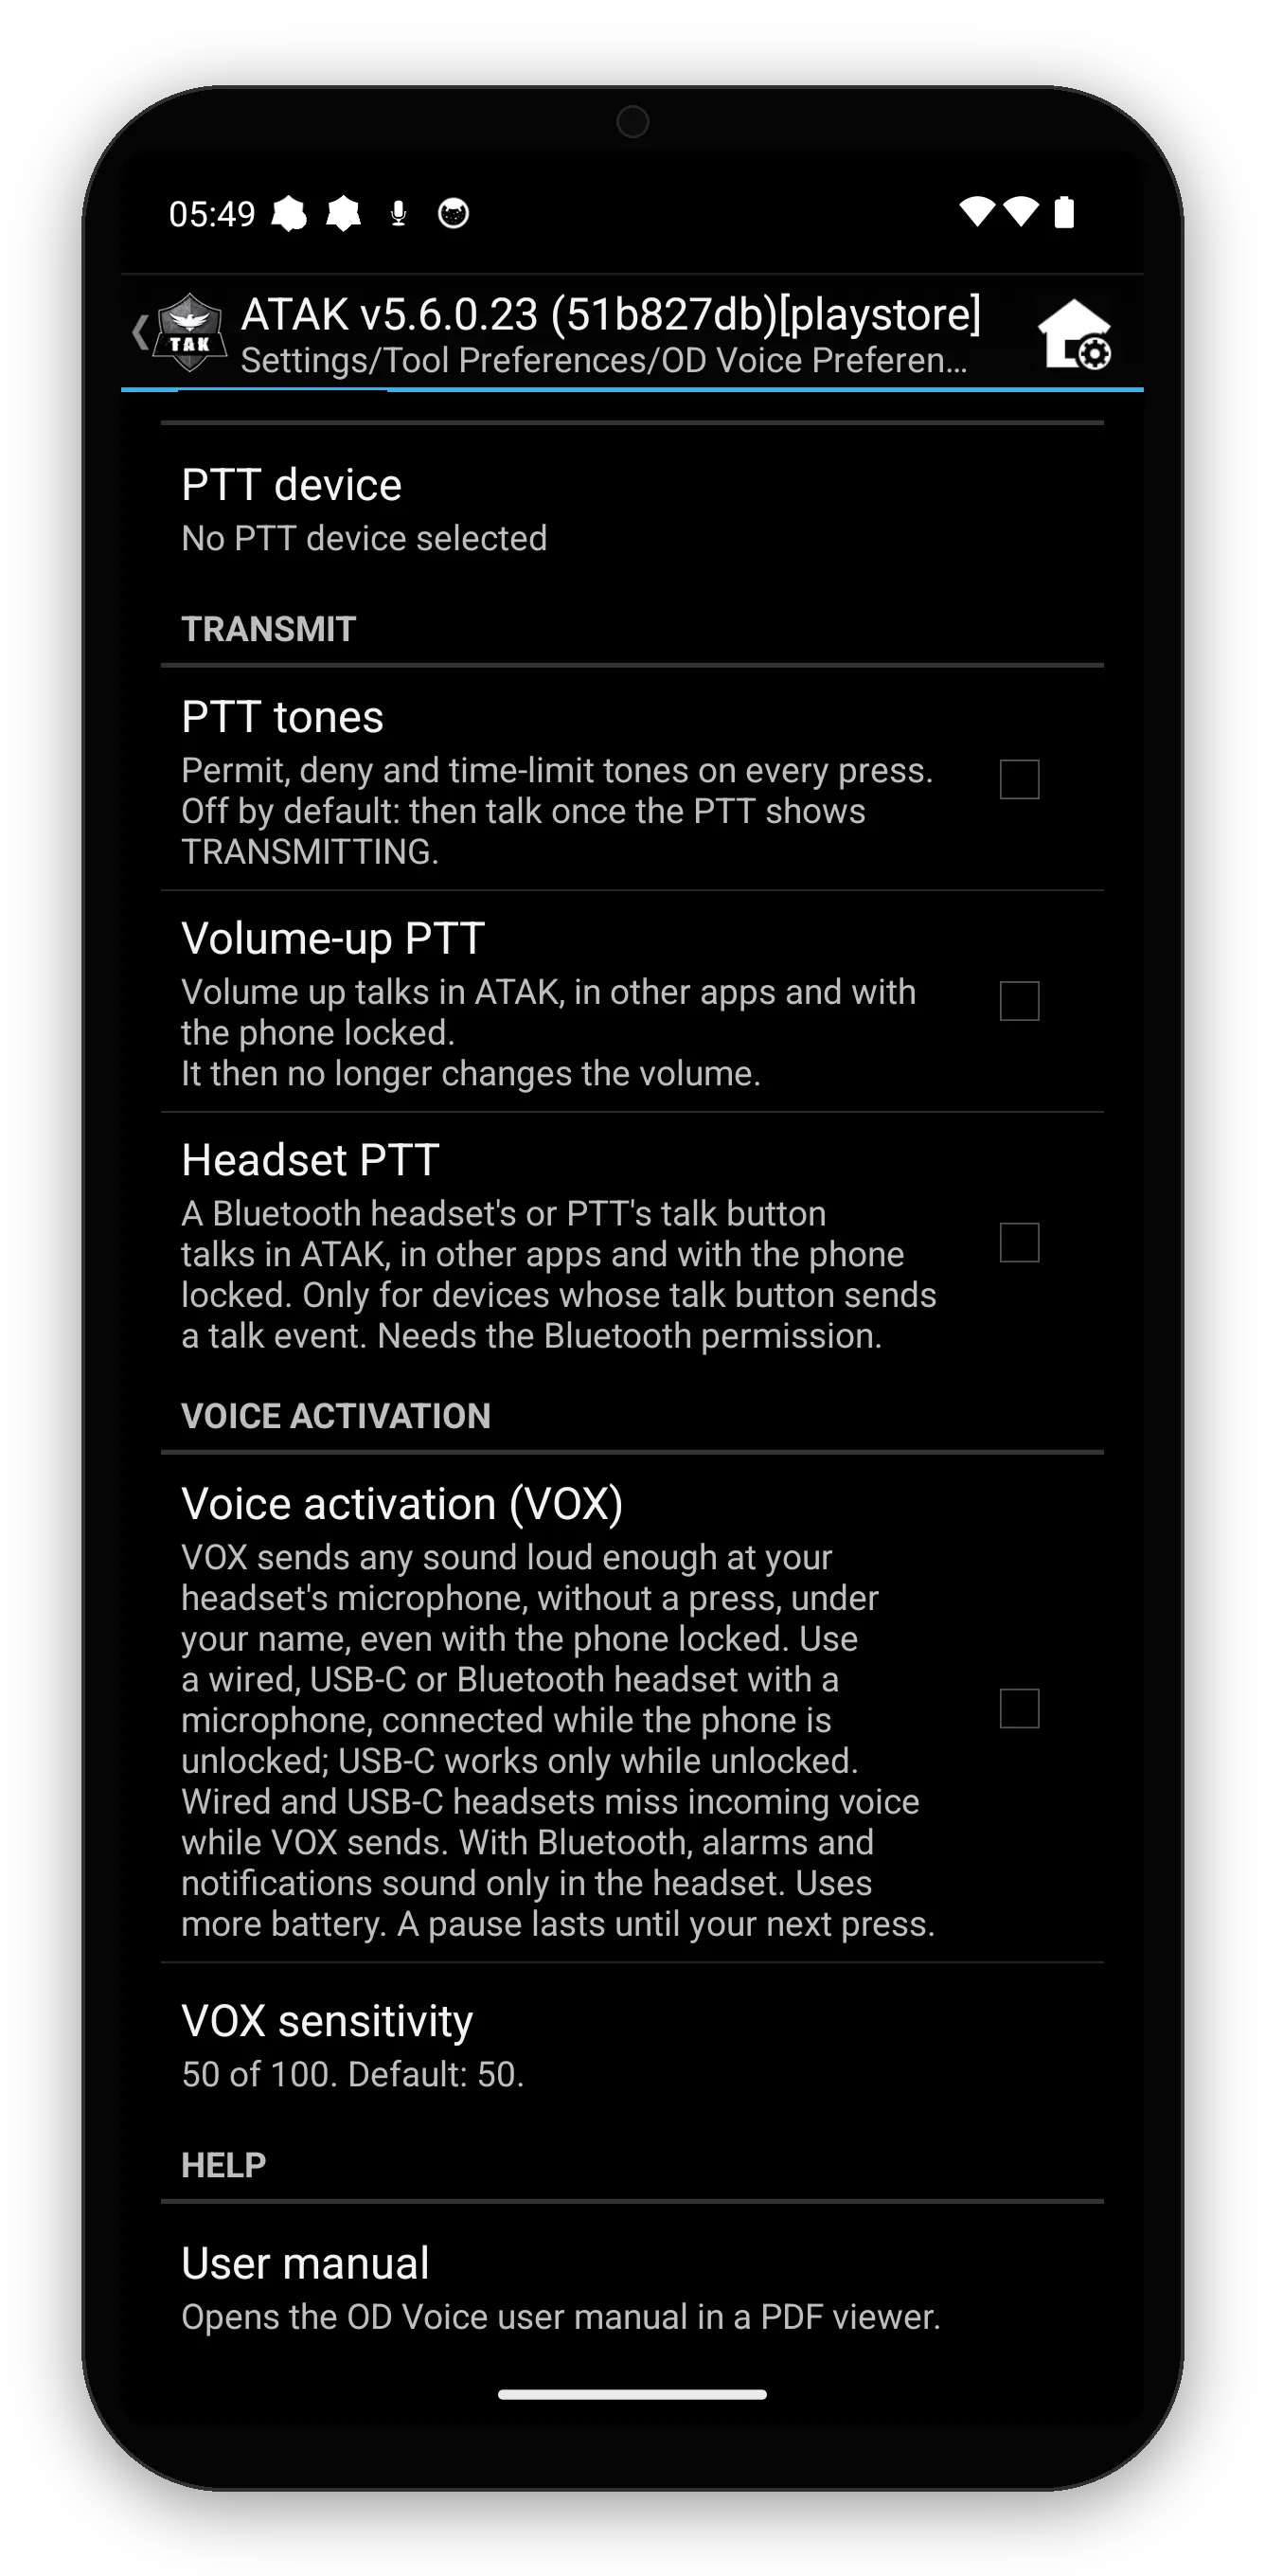 05:49
TAK
ATAK v5.6.0.23 (51b827db)[playstore]
Settings/Tool Preferences/OD Voice Preferen...
PTT device
No PTT device selected
TRANSMIT
PTT tones
Permit, deny and time-limit tones on every press.
Off by default: then talk once the PTT shows
TRANSMITTING.
Volume-up PTT
Volume up talks in ATAK, in other apps and with
the phone locked.
It then no longer changes the volume.
Headset PTT
A Bluetooth headset's or PTT's talk button
talks in ATAK, in other apps and with the phone
locked. Only for devices whose talk button sends
a talk event. Needs the Bluetooth permission.
VOICE ACTIVATION
Voice activation (VOX)
VOX sends any sound loud enough at your
headset's microphone, without a press, under
your name, even with the phone locked. Use
a wired, USB-C or Bluetooth headset with a
microphone, connected while the phone is
unlocked; USB-C works only while unlocked.
Wired and USB-C headsets miss incoming voice
while VOX sends. With Bluetooth, alarms and
notifications sound only in the headset. Uses
more battery. A pause lasts until your next press.
VOX sensitivity
50 of 100. Default: 50.
HELP
User manual
Opens the OD Voice user manual in a PDF viewer.